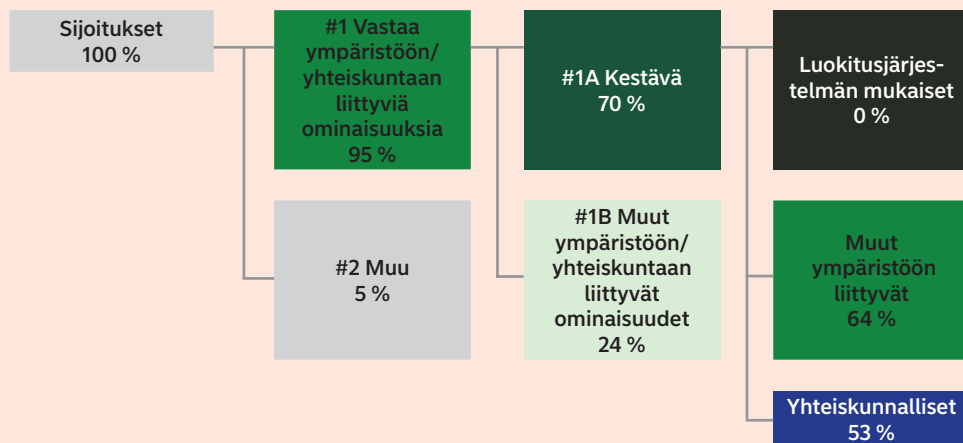 Sijoitukset
100 %
#1 Vastaa
ympäristöön/
yhteiskuntaan
liittyviä
ominaisuuksia
95 %
#1A Kestävä
70 %
Luokitusjärjes-
telmän mukaiset
0 %
#2 Muu
5 %
#1B Muut
ympäristöön/
yhteiskuntaan
liittyvät
ominaisuudet
24 %
Muut
ympäristöön
liittyvät
64 %
Yhteiskunnalliset
53 %